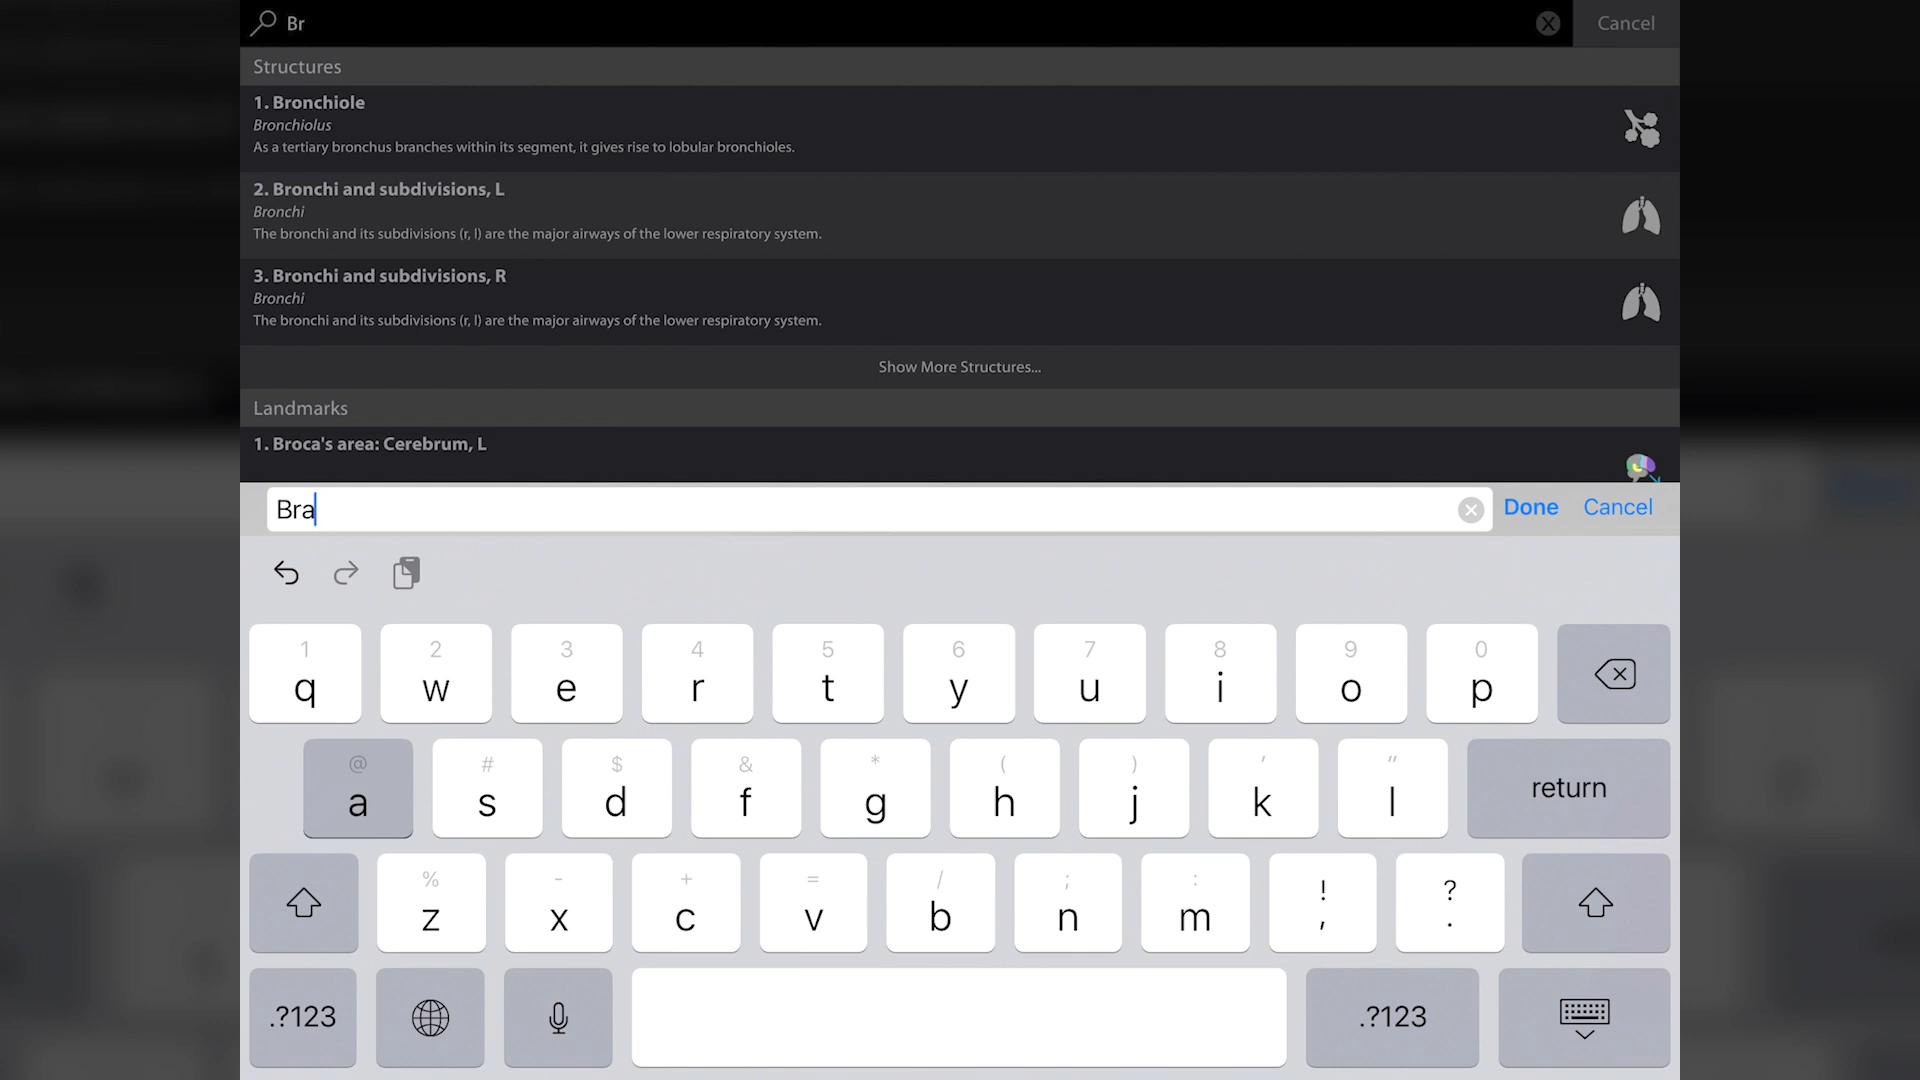 Br
Cancel
Structures
1. Bronchiole
Bronchiolus
As a tertiary bronchus branches within its segment, it gives rise to lobular bronchioles.
2. Bronchi and subdivisions, L
Bronchi
The bronchi and its subdivisions (r, l) are the major airways of the lower respiratory system.
3. Bronchi and subdivisions, R
Bronchi
The bronchi and its subdivisions (r, l) are the major airways of the lower respiratory system.
Show More Structures...
Landmarks
1. Broca's area: Cerebrum, L
Bra
Done
Cancel
1 2 3 4 5 6 7 8 9 0
q w e r t y u i o p
@ # $ & * ( ) ' "
a s d f g h j k l return
% - + = / ; : ! ?
z x c v b n m , .
.?123 .?123